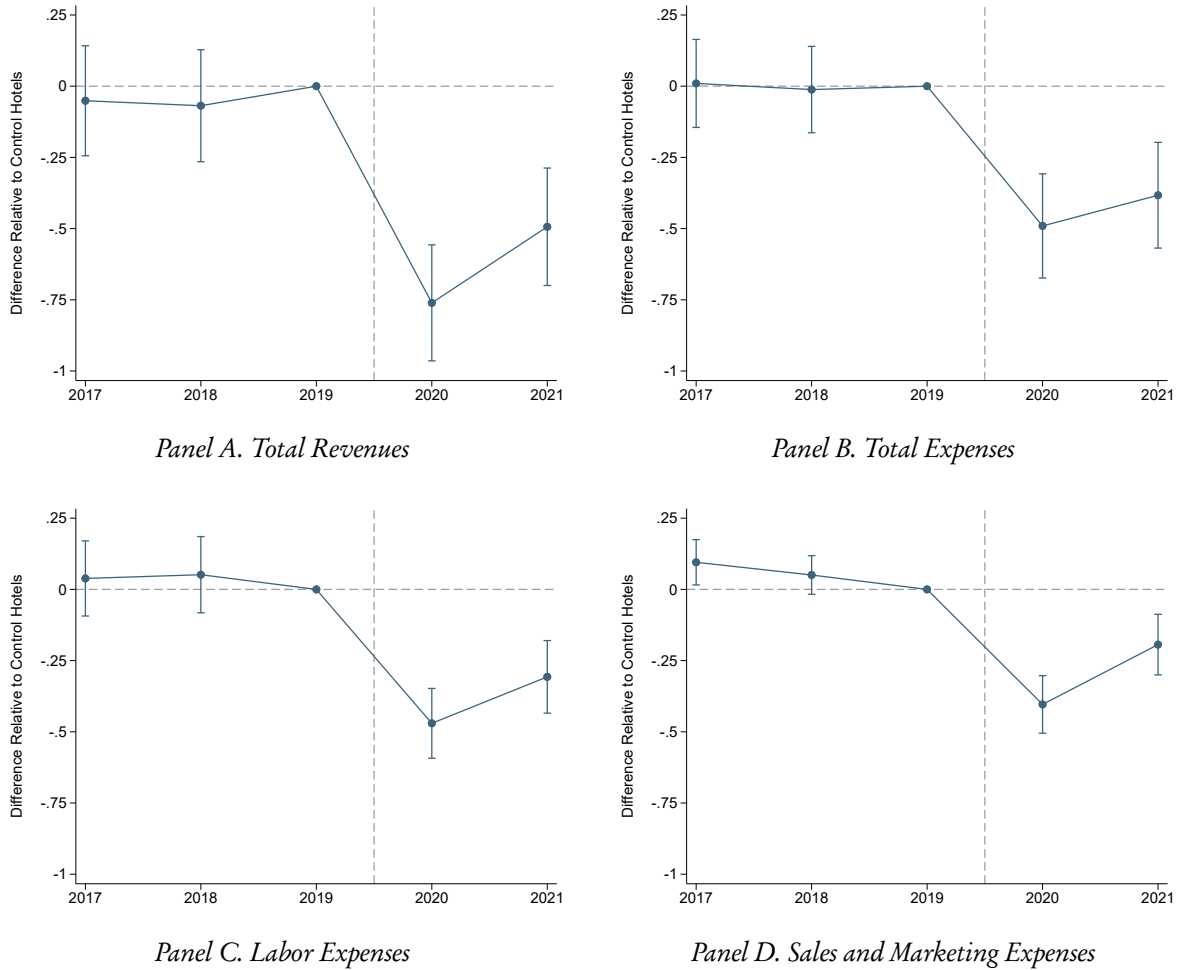 Difference Relative to Control Hotels
.25
0
-.25
-.5
-.75
-1
2017 2018 2019 2020 2021
Panel A. Total Revenues
Difference Relative to Control Hotels
.25
0
-.25
-.5
-.75
-1
2017 2018 2019 2020 2021
Panel B. Total Expenses
Difference Relative to Control Hotels
.25
0
-.25
-.5
-.75
-1
2017 2018 2019 2020 2021
Panel C. Labor Expenses
Difference Relative to Control Hotels
.25
0
-.25
-.5
-.75
-1
2017 2018 2019 2020 2021
Panel D. Sales and Marketing Expenses